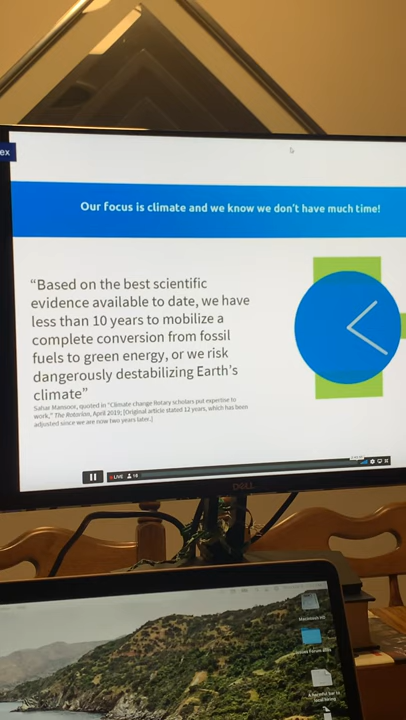 ex
Our focus is climate and we know we don't have much time!
“Based on the best scientific
evidence available to date, we have
less than 10 years to mobilize a
complete conversion from fossil
fuels to green energy, or we risk
dangerously destabilizing Earth's
climate”
Sahar Mansoor, quoted in “Climate change Rotary scholars put expertise to
work,” The Rotarian, April 2019; [Original article stated 12 years, which has been
adjusted since we are now two years later.]
LIVE 18
DELL
Macintosh HD